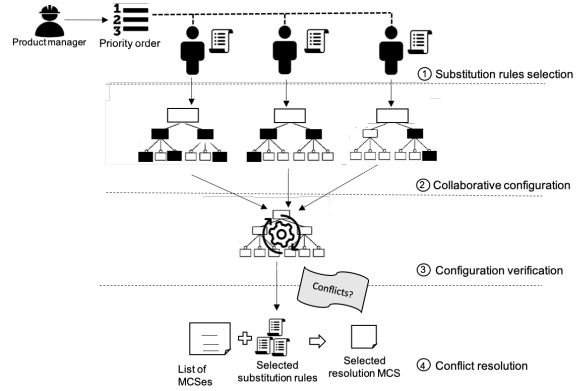 Product manager
1
2
3
Priority order
① Substitution rules selection
② Collaborative configuration
③ Configuration verification
Conflicts?
List of
MCSes
Selected
substitution rules
Selected
resolution MCS
④ Conflict resolution